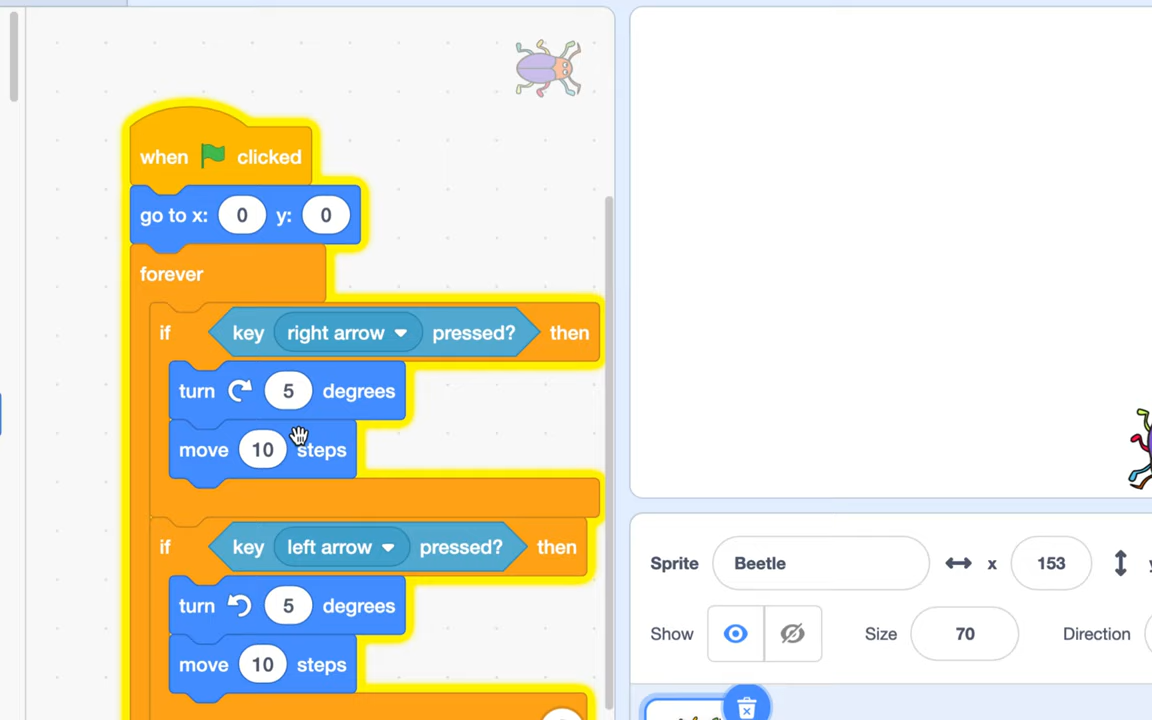 when clicked
go to x: 0 y: 0
forever
if key right arrow pressed? then
turn 5 degrees
move 10 steps
if key left arrow pressed? then
turn 5 degrees
move 10 steps
Sprite Beetle x 153 y
Show Size 70 Direction